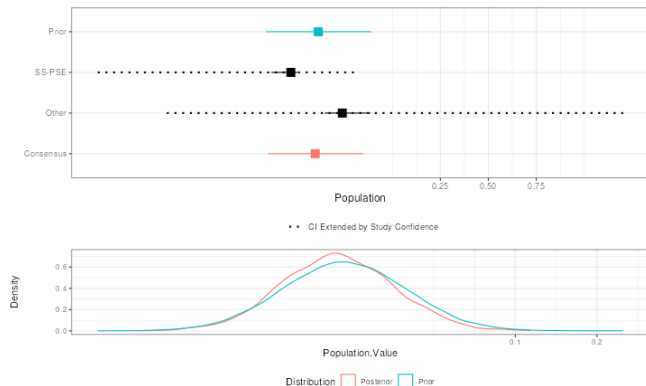 Prior
SS-PSE
Other
Consensus
0.25 0.50 0.75
Population
CI Extended by Study Confidence
Density
0.6
0.4
0.2
0.0
0.1 0.2
Population.Value
Distribution Posterior Prior